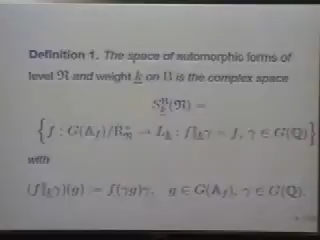 Definition 1. The space of automorphic forms of
level 𝔑 and weight k on B is the complex space
S_k^B(𝔑) =
{ f : G(𝔸_f)/R̂_𝔑^× → L_k : f‖_k γ = f, γ ∈ G(ℚ) }
with
(f‖_k γ)(g) := f(γg)γ, g ∈ G(𝔸_f), γ ∈ G(ℚ).